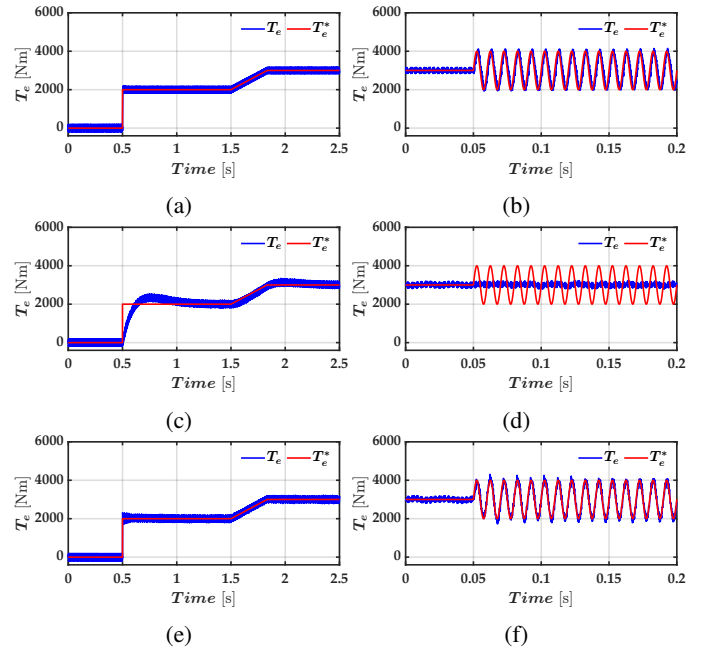 6000
4000
2000
0
T_e [Nm]
T_e T_e^*
0 0.5 1 1.5 2 2.5
Time [s]
(a)
6000
4000
2000
0
T_e [Nm]
T_e T_e^*
0 0.05 0.1 0.15 0.2
Time [s]
(b)
6000
4000
2000
0
T_e [Nm]
T_e T_e^*
0 0.5 1 1.5 2 2.5
Time [s]
(c)
6000
4000
2000
0
T_e [Nm]
T_e T_e^*
0 0.05 0.1 0.15 0.2
Time [s]
(d)
6000
4000
2000
0
T_e [Nm]
T_e T_e^*
0 0.5 1 1.5 2 2.5
Time [s]
(e)
6000
4000
2000
0
T_e [Nm]
T_e T_e^*
0 0.05 0.1 0.15 0.2
Time [s]
(f)